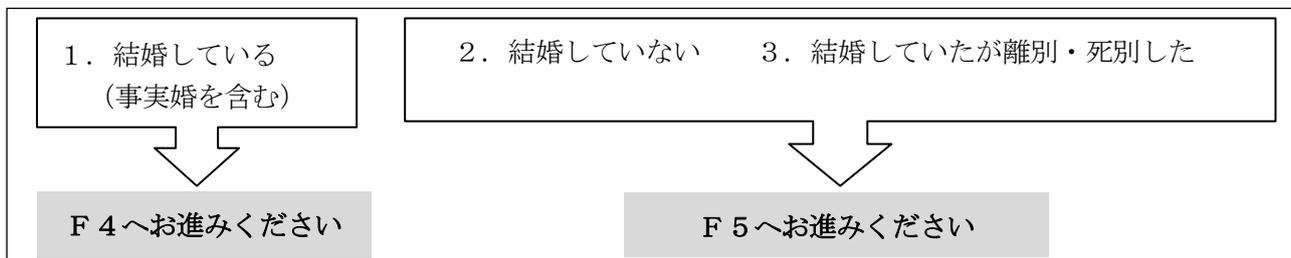 １．結婚している
（事実婚を含む）
２．結婚していない　　３．結婚していたが離別・死別した
Ｆ４へお進みください
Ｆ５へお進みください